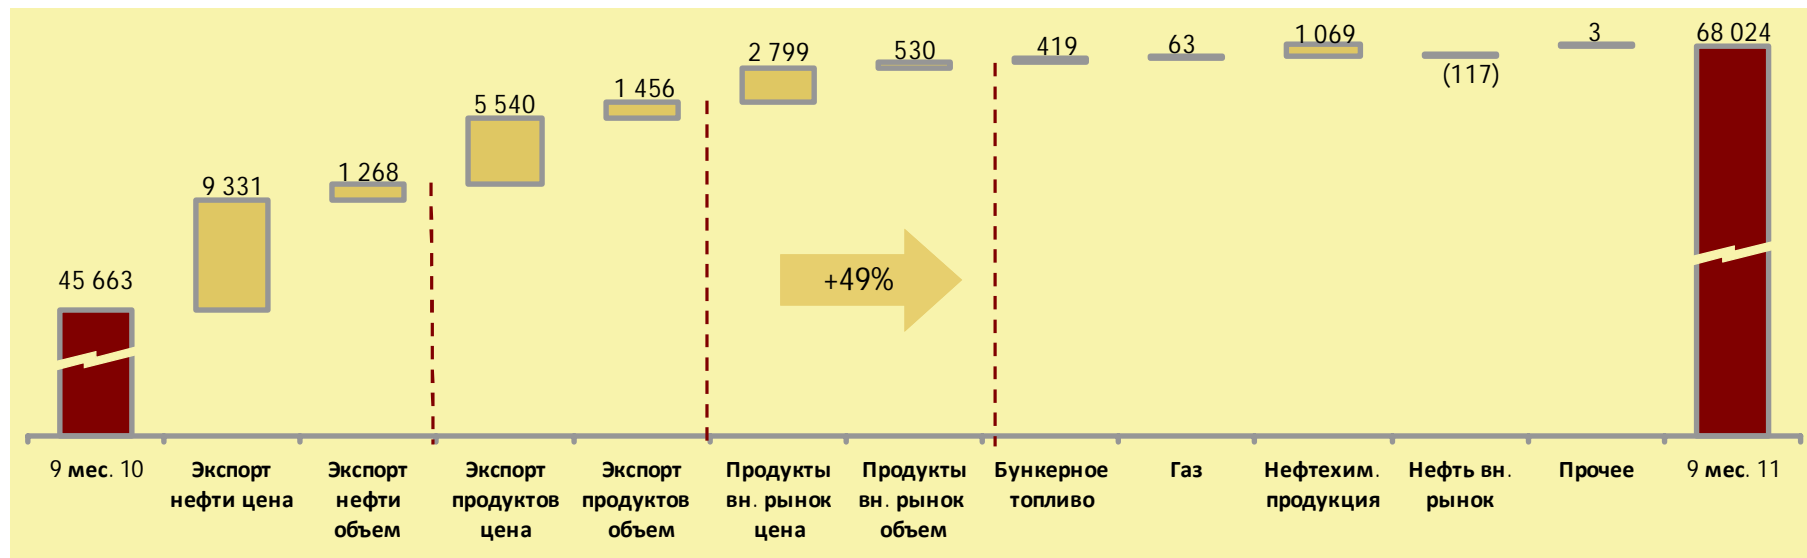 45 663
9 331
1 268
5 540
1 456
2 799
530
419
63
1 069
(117)
3
68 024
+49%
9 мес. 10
Экспорт
нефти цена
Экспорт
нефти
объем
Экспорт
продуктов
цена
Экспорт
продуктов
объем
Продукты
вн. рынок
цена
Продукты
вн. рынок
объем
Бункерное
топливо
Газ
Нефтехим.
продукция
Нефть вн.
рынок
Прочее
9 мес. 11